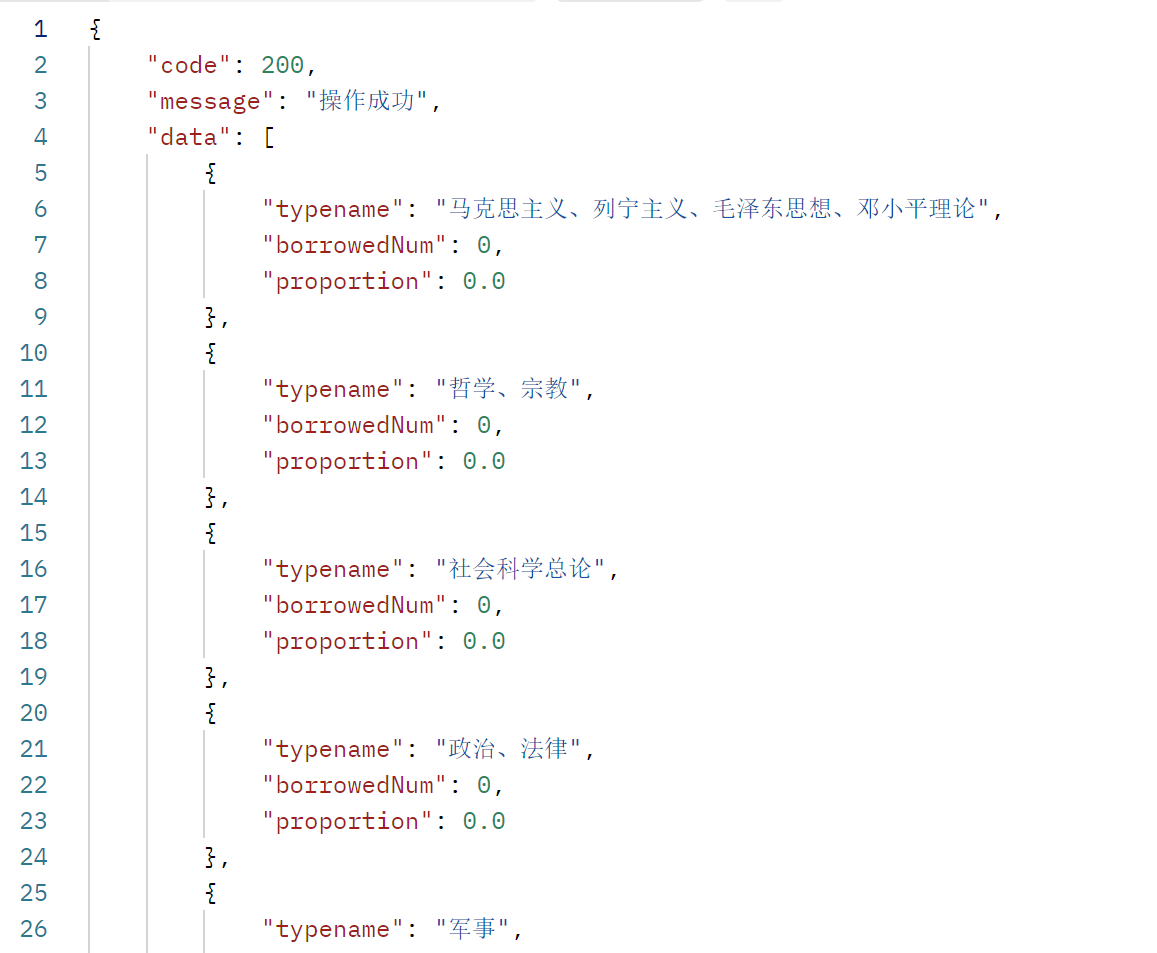 1 {
2 "code": 200,
3 "message": "操作成功",
4 "data": [
5 {
6 "typename": "马克思主义、列宁主义、毛泽东思想、邓小平理论",
7 "borrowedNum": 0,
8 "proportion": 0.0
9 },
10 {
11 "typename": "哲学、宗教",
12 "borrowedNum": 0,
13 "proportion": 0.0
14 },
15 {
16 "typename": "社会科学总论",
17 "borrowedNum": 0,
18 "proportion": 0.0
19 },
20 {
21 "typename": "政治、法律",
22 "borrowedNum": 0,
23 "proportion": 0.0
24 },
25 {
26 "typename": "军事",